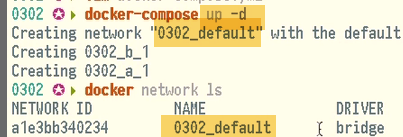 0302 docker-compose up -d
Creating network "0302_default" with the default
Creating 0302_b_1
Creating 0302_a_1
0302 docker network ls
NETWORK ID NAME DRIVER
a1e3bb340234 0302_default bridge